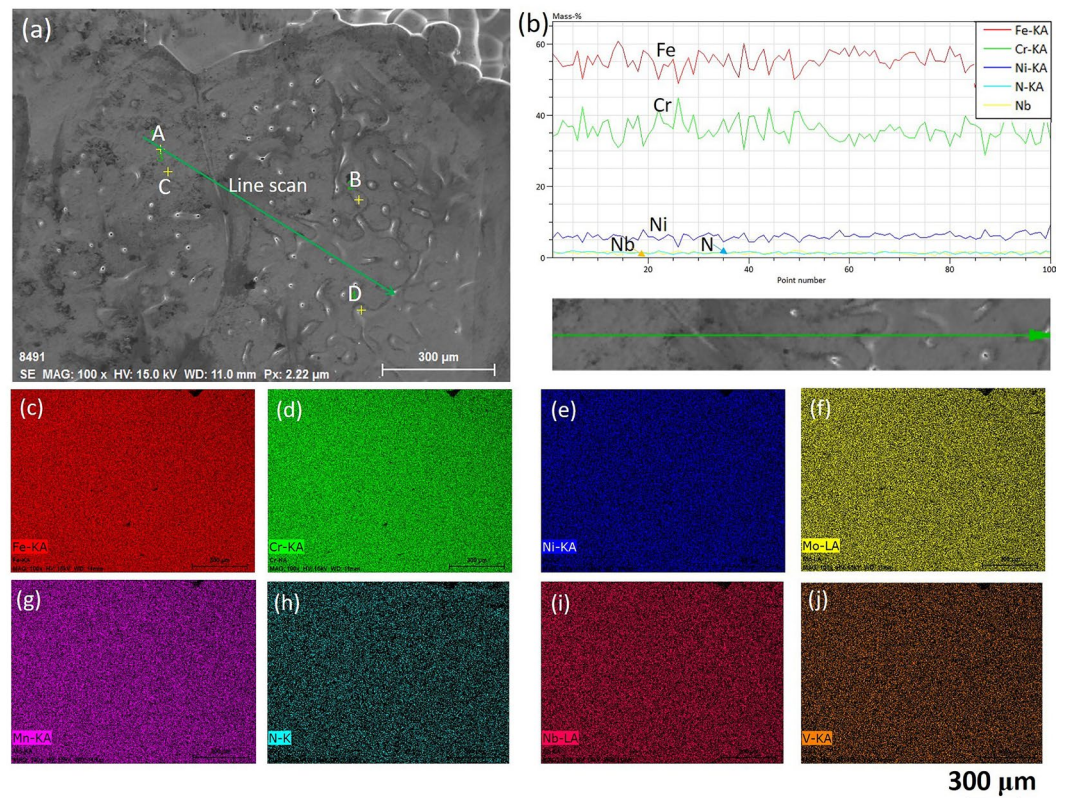 (a)
A
C
B
Line scan
D
8491
SE MAG: 100 x HV: 15.0 kV WD: 11.0 mm Px: 2.22 µm
300 µm
(b)
Mass-%
60
40
20
0
Fe
Cr
Ni
Nb
N
Fe-KA
Cr-KA
Ni-KA
N-KA
Nb
20
40
60
80
100
Point number
(c)
Fe-KA
(d)
Cr-KA
(e)
Ni-KA
(f)
Mo-LA
(g)
Mn-KA
(h)
N-K
(i)
Nb-LA
(j)
V-KA
300 µm